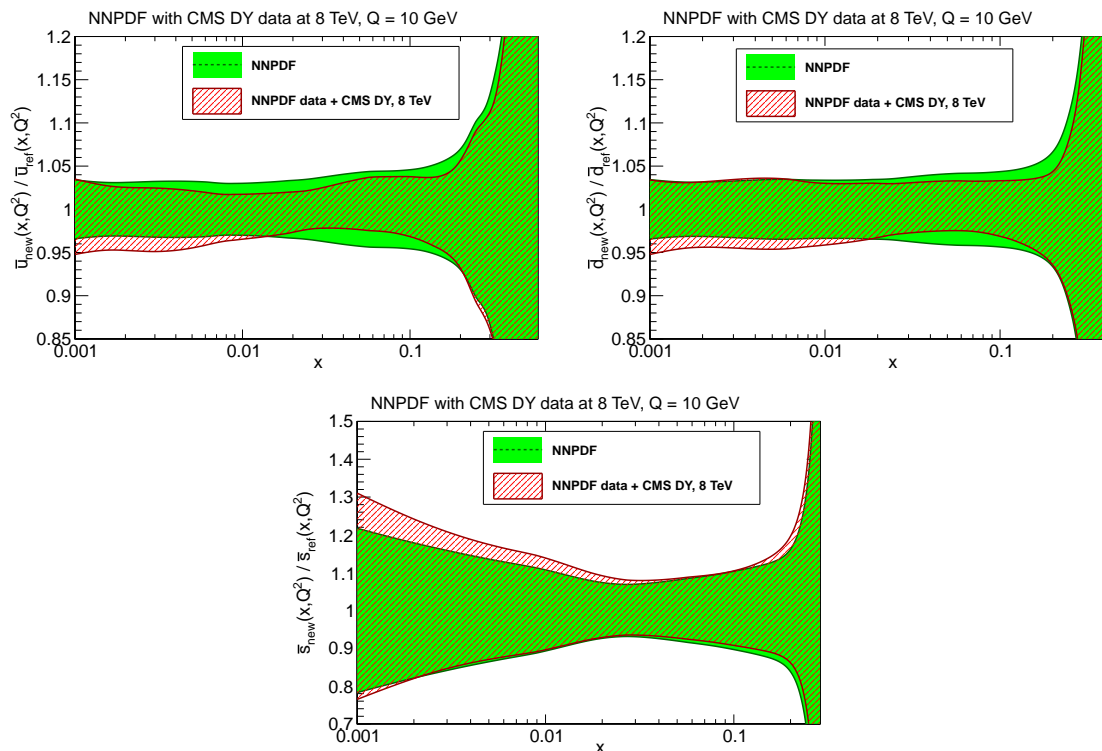 NNPDF with CMS DY data at 8 TeV, Q = 10 GeV
1.2
NNPDF
NNPDF data + CMS DY, 8 TeV
1.15
1.1
1.05
1
0.95
0.9
0.85
u̅new(x,Q²) / u̅ref(x,Q²)
0.001 0.01 0.1
x
NNPDF with CMS DY data at 8 TeV, Q = 10 GeV
1.2
NNPDF
NNPDF data + CMS DY, 8 TeV
1.15
1.1
1.05
1
0.95
0.9
0.85
d̅new(x,Q²) / d̅ref(x,Q²)
0.001 0.01 0.1
x
NNPDF with CMS DY data at 8 TeV, Q = 10 GeV
1.5
NNPDF
NNPDF data + CMS DY, 8 TeV
1.4
1.3
1.2
1.1
1
0.9
0.8
0.7
s̅new(x,Q²) / s̅ref(x,Q²)
0.001 0.01 0.1
x